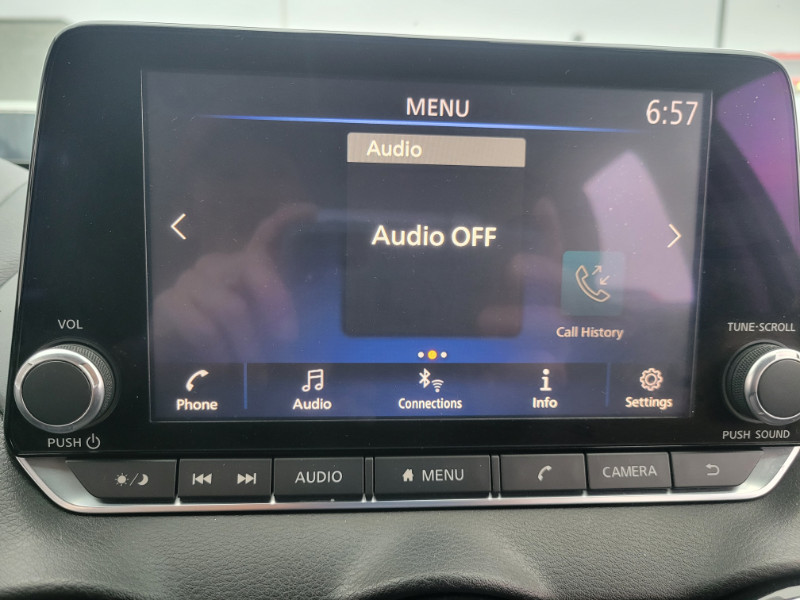 MENU
6:57
Audio
Audio OFF
Call History
VOL
TUNE-SCROLL
Phone
Audio
Connections
Info
Settings
PUSH
PUSH SOUND
AUDIO
MENU
CAMERA